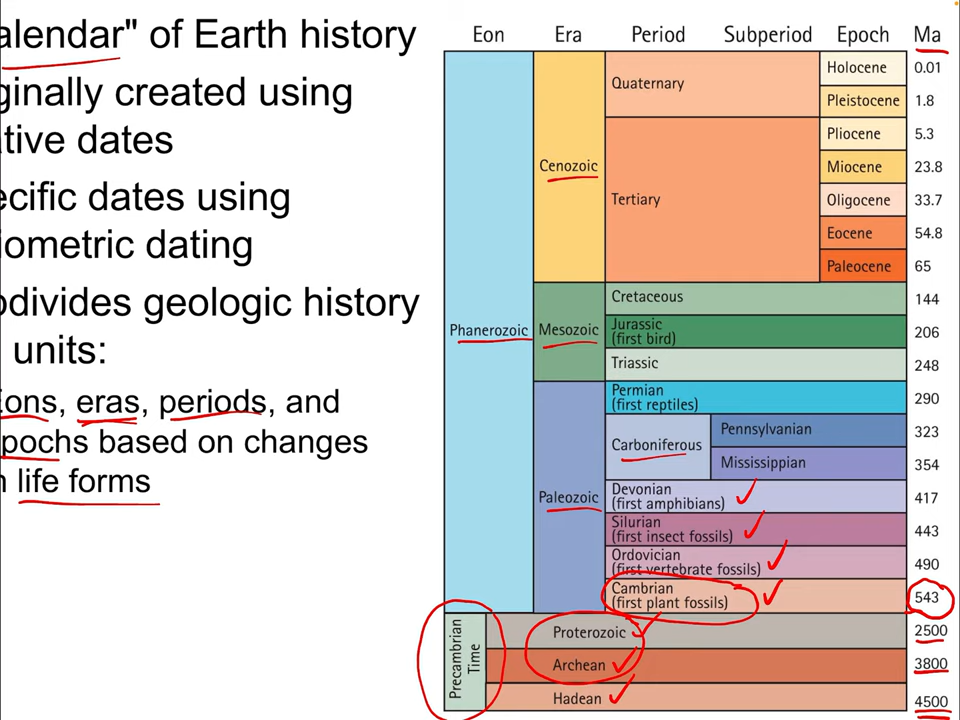 alendar" of Earth history
ginally created using
ative dates
ecific dates using
iometric dating
odivides geologic history
units:
Eons, eras, periods, and
pochs based on changes
n life forms
Eon Era Period Subperiod Epoch Ma
Phanerozoic
Cenozoic
Quaternary
Holocene 0.01
Pleistocene 1.8
Tertiary
Pliocene 5.3
Miocene 23.8
Oligocene 33.7
Eocene 54.8
Paleocene 65
Mesozoic
Cretaceous 144
Jurassic
(first bird) 206
Triassic 248
Paleozoic
Permian
(first reptiles) 290
Carboniferous
Pennsylvanian 323
Mississippian 354
Devonian
(first amphibians) 417
Silurian
(first insect fossils) 443
Ordovician
(first vertebrate fossils) 490
Cambrian
(first plant fossils) 543
Precambrian
Time
Proterozoic 2500
Archean 3800
Hadean 4500